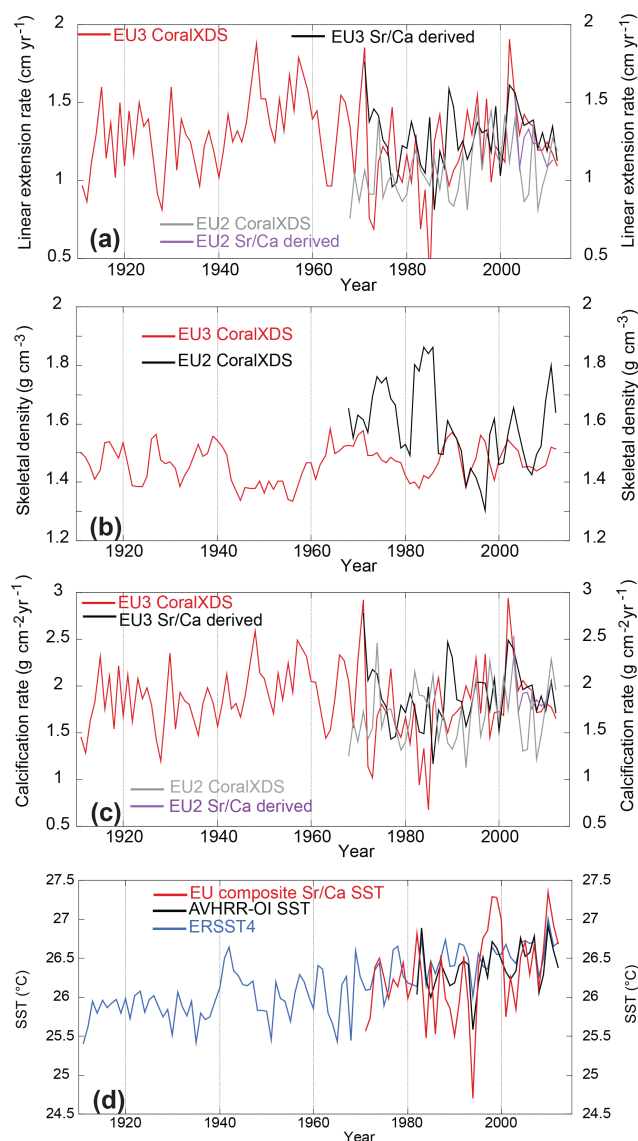 EU3 CoralXDS
EU3 Sr/Ca derived
2
1.5
1
0.5
Linear extension rate (cm yr-1)
EU2 CoralXDS
EU2 Sr/Ca derived
(a)
2
1.5
1
0.5
Linear extension rate (cm yr-1)
1920 1940 1960 1980 2000
Year
2
1.8
1.6
1.4
1.2
Skeletal density (g cm-3)
EU3 CoralXDS
EU2 CoralXDS
(b)
2
1.8
1.6
1.4
1.2
Skeletal density (g cm-3)
1920 1940 1960 1980 2000
Year
3
2.5
2
1.5
1
0.5
Calcification rate (g cm-2yr-1)
EU3 CoralXDS
EU3 Sr/Ca derived
EU2 CoralXDS
EU2 Sr/Ca derived
(c)
3
2.5
2
1.5
1
0.5
Calcification rate (g cm-2yr-1)
1920 1940 1960 1980 2000
Year
27.5
27
26.5
26
25.5
25
24.5
SST (°C)
EU composite Sr/Ca SST
AVHRR-OI SST
ERSST4
(d)
27.5
27
26.5
26
25.5
25
24.5
SST (°C)
1920 1940 1960 1980 2000
Year